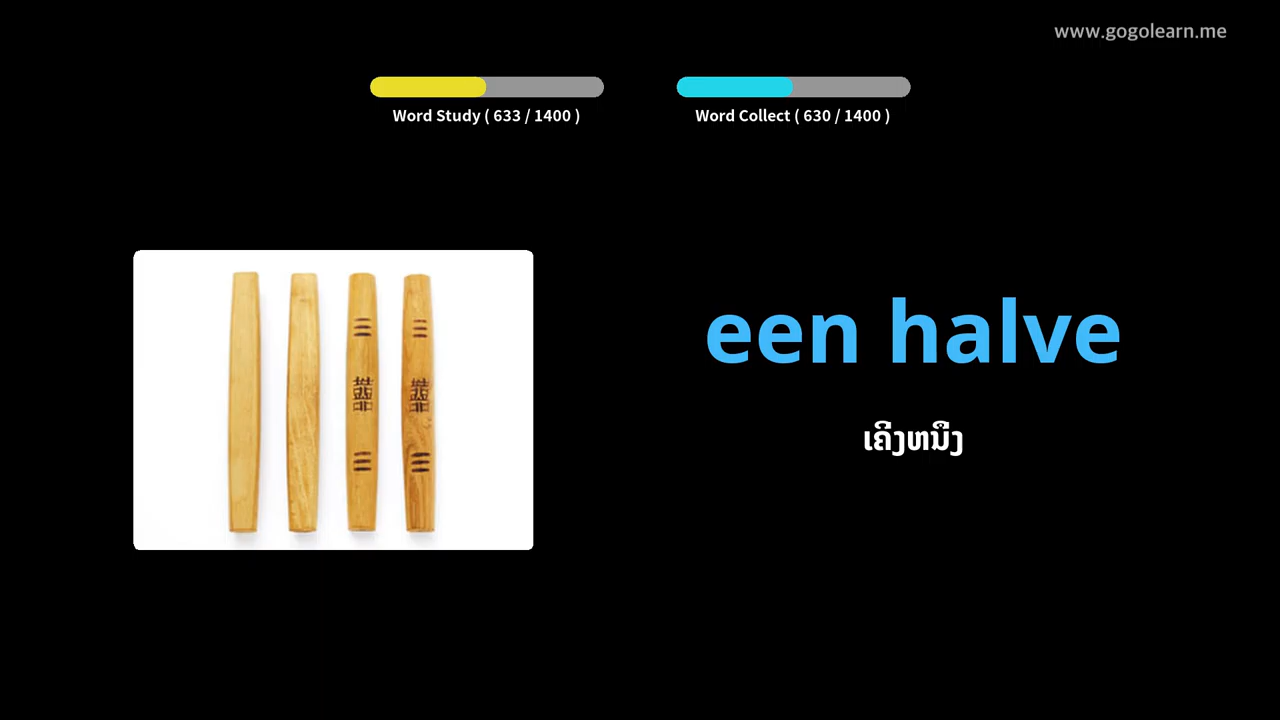 www.gogolearn.me
Word Study ( 633 / 1400 )
Word Collect ( 630 / 1400 )
een halve
ເຄິ່ງຫນຶ່ງ